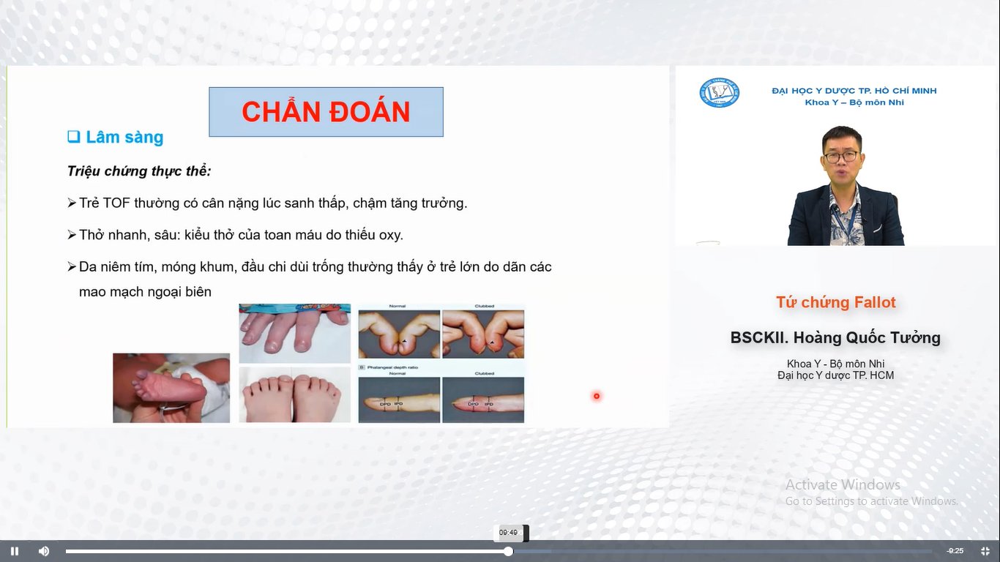 CHẨN ĐOÁN
Lâm sàng
Triệu chứng thực thể:
Trẻ TOF thường có cân nặng lúc sanh thấp, chậm tăng trưởng.
Thở nhanh, sâu: kiểu thở của toan máu do thiếu oxy.
Da niêm tím, móng khum, đầu chi dùi trống thường thấy ở trẻ lớn do dãn các
mao mạch ngoại biên
Normal
Clubbed
B Phalangeal depth ratio
Normal
Clubbed
DPD IPD
DPD IPD
ĐẠI HỌC Y DƯỢC TP. HỒ CHÍ MINH
Khoa Y – Bộ môn Nhi
Tứ chứng Fallot
BSCKII. Hoàng Quốc Tưởng
Khoa Y - Bộ môn Nhi
Đại học Y dược TP. HCM
Activate Windows
Go to Settings to activate Windows.
09:49
-9:25